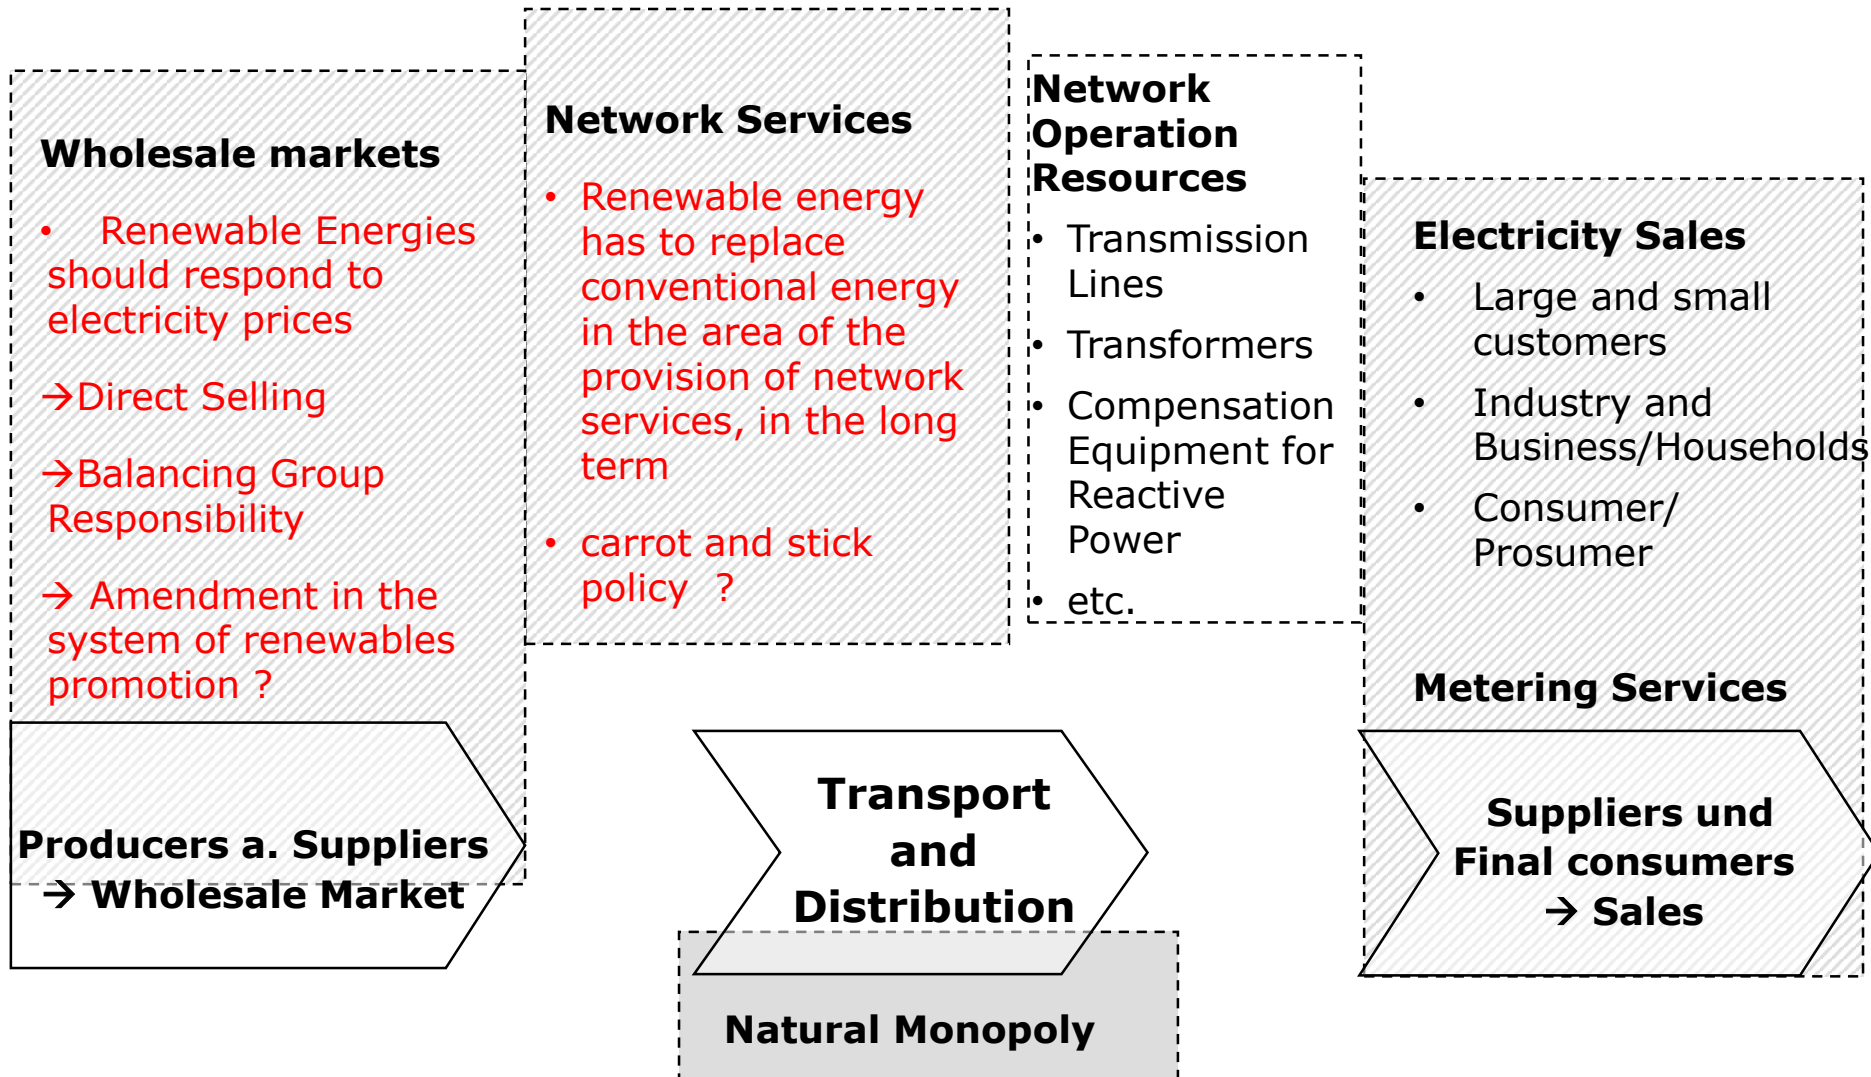 Wholesale markets
• Renewable Energies
should respond to
electricity prices
→Direct Selling
→Balancing Group
Responsibility
→ Amendment in the
system of renewables
promotion ?
Network Services
• Renewable energy
has to replace
conventional energy
in the area of the
provision of network
services, in the long
term
• carrot and stick
policy ?
Network
Operation
Resources
• Transmission
Lines
• Transformers
• Compensation
Equipment for
Reactive
Power
• etc.
Electricity Sales
• Large and small
customers
• Industry and
Business/Households
• Consumer/
Prosumer
Metering Services
Producers a. Suppliers
→ Wholesale Market
Transport
and
Distribution
Suppliers und
Final consumers
→ Sales
Natural Monopoly